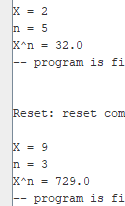 X = 2
n = 5
X^n = 32.0
-- program is fi
Reset: reset com
X = 9
n = 3
X^n = 729.0
-- program is fi